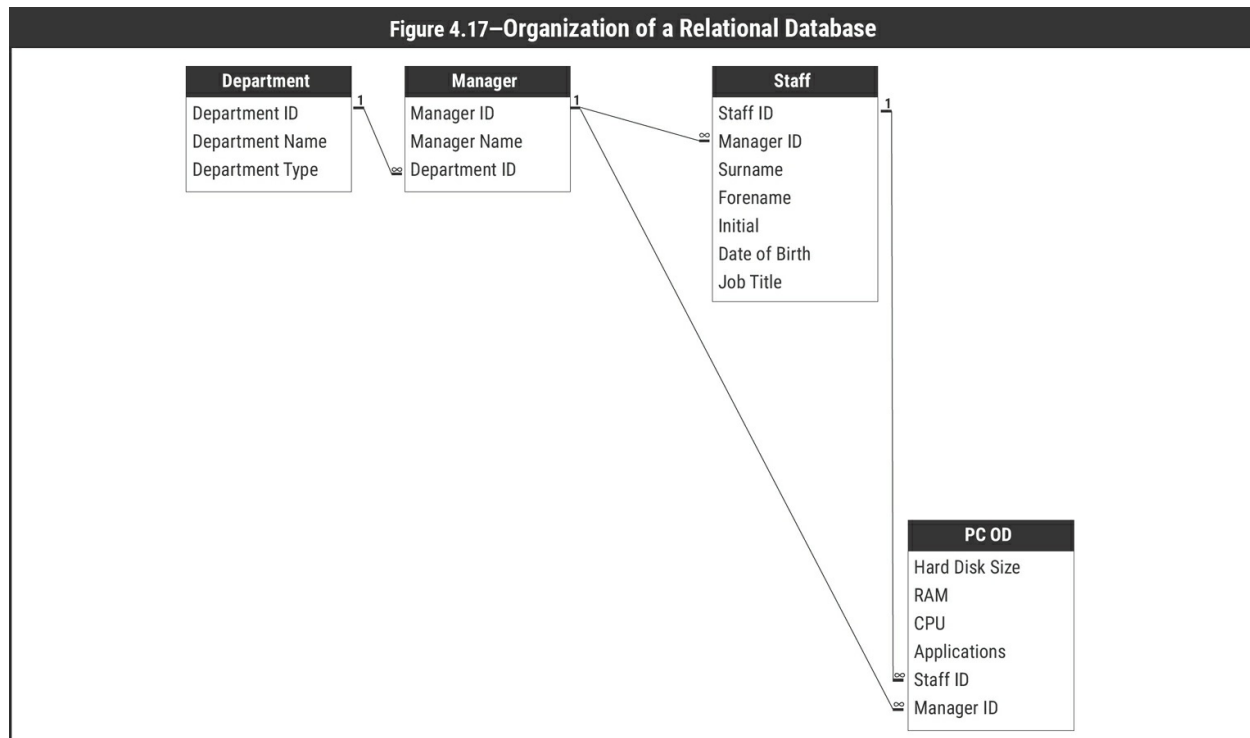 Figure 4.17—Organization of a Relational Database
Department
Department ID
Department Name
Department Type
1
∞
Manager
Manager ID
Manager Name
Department ID
1
∞
Staff
Staff ID
Manager ID
Surname
Forename
Initial
Date of Birth
Job Title
1
PC OD
Hard Disk Size
RAM
CPU
Applications
∞ Staff ID
∞ Manager ID